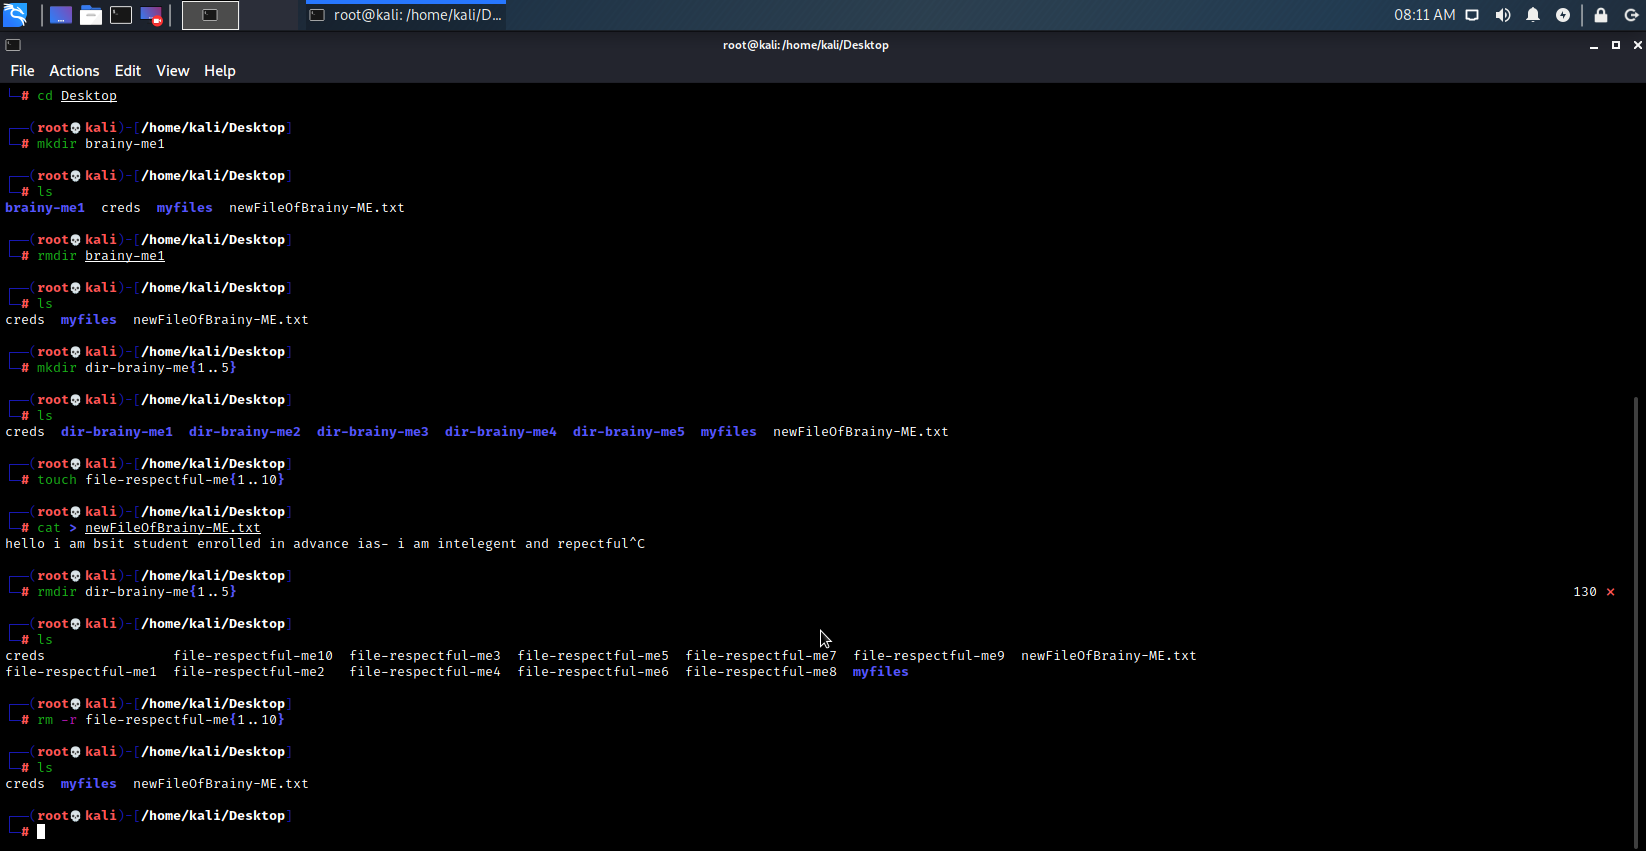 root@kali: /home/kali/D...
08:11 AM
root@kali:/home/kali/Desktop
File Actions Edit View Help
# cd Desktop
(root💀kali)-[/home/kali/Desktop]
# mkdir brainy-me1
(root💀kali)-[/home/kali/Desktop]
# ls
brainy-me1 creds myfiles newFileOfBrainy-ME.txt
(root💀kali)-[/home/kali/Desktop]
# rmdir brainy-me1
(root💀kali)-[/home/kali/Desktop]
# ls
creds myfiles newFileOfBrainy-ME.txt
(root💀kali)-[/home/kali/Desktop]
# mkdir dir-brainy-me{1..5}
(root💀kali)-[/home/kali/Desktop]
# ls
creds dir-brainy-me1 dir-brainy-me2 dir-brainy-me3 dir-brainy-me4 dir-brainy-me5 myfiles newFileOfBrainy-ME.txt
(root💀kali)-[/home/kali/Desktop]
# touch file-respectful-me{1..10}
(root💀kali)-[/home/kali/Desktop]
# cat > newFileOfBrainy-ME.txt
hello i am bsit student enrolled in advance ias- i am intelegent and repectful^C
(root💀kali)-[/home/kali/Desktop]
# rmdir dir-brainy-me{1..5} 130 ⨯
(root💀kali)-[/home/kali/Desktop]
# ls
creds file-respectful-me10 file-respectful-me3 file-respectful-me5 file-respectful-me7 file-respectful-me9 newFileOfBrainy-ME.txt
file-respectful-me1 file-respectful-me2 file-respectful-me4 file-respectful-me6 file-respectful-me8 myfiles
(root💀kali)-[/home/kali/Desktop]
# rm -r file-respectful-me{1..10}
(root💀kali)-[/home/kali/Desktop]
# ls
creds myfiles newFileOfBrainy-ME.txt
(root💀kali)-[/home/kali/Desktop]
#